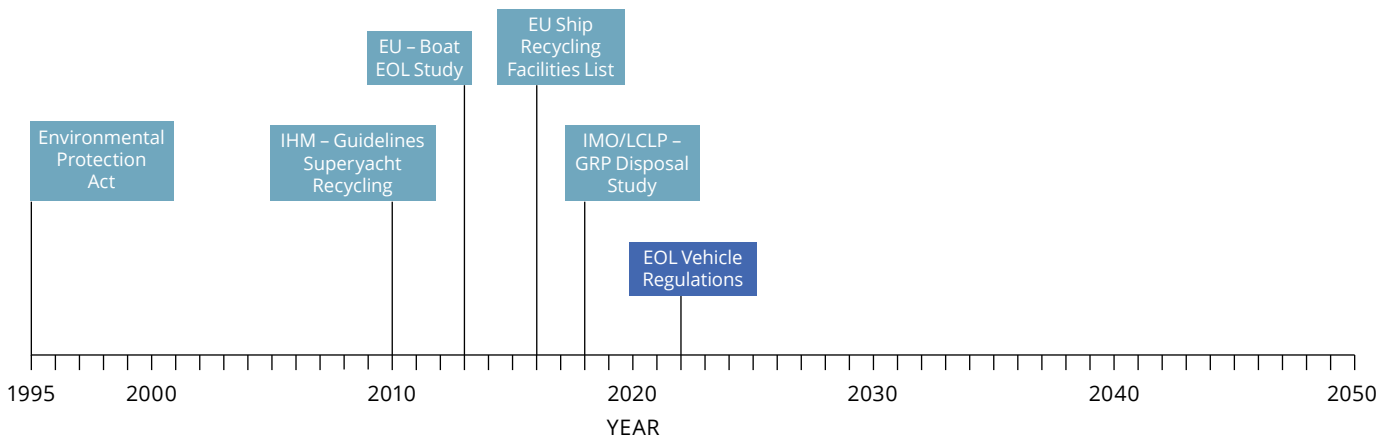 EU Ship
Recycling
Facilities List
EU – Boat
EOL Study
Environmental
Protection
Act
IHM – Guidelines
Superyacht
Recycling
IMO/LCLP –
GRP Disposal
Study
EOL Vehicle
Regulations
1995 2000 2010 2020 2030 2040 2050
YEAR